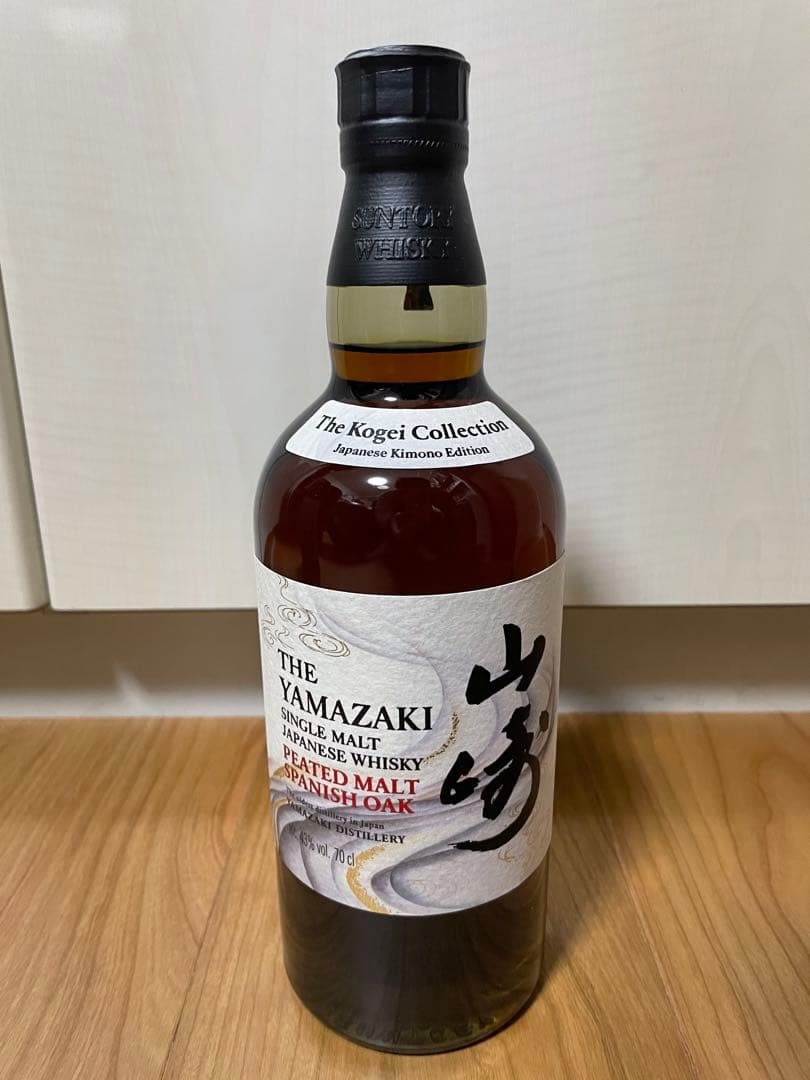 SUNTORY
WHISKY
The Kogei Collection
Japanese Kimono Edition
THE
YAMAZAKI
SINGLE MALT
JAPANESE WHISKY
PEATED MALT
SPANISH OAK
The oldest distillery in Japan
YAMAZAKI DISTILLERY
43% vol. 70 cl
山崎